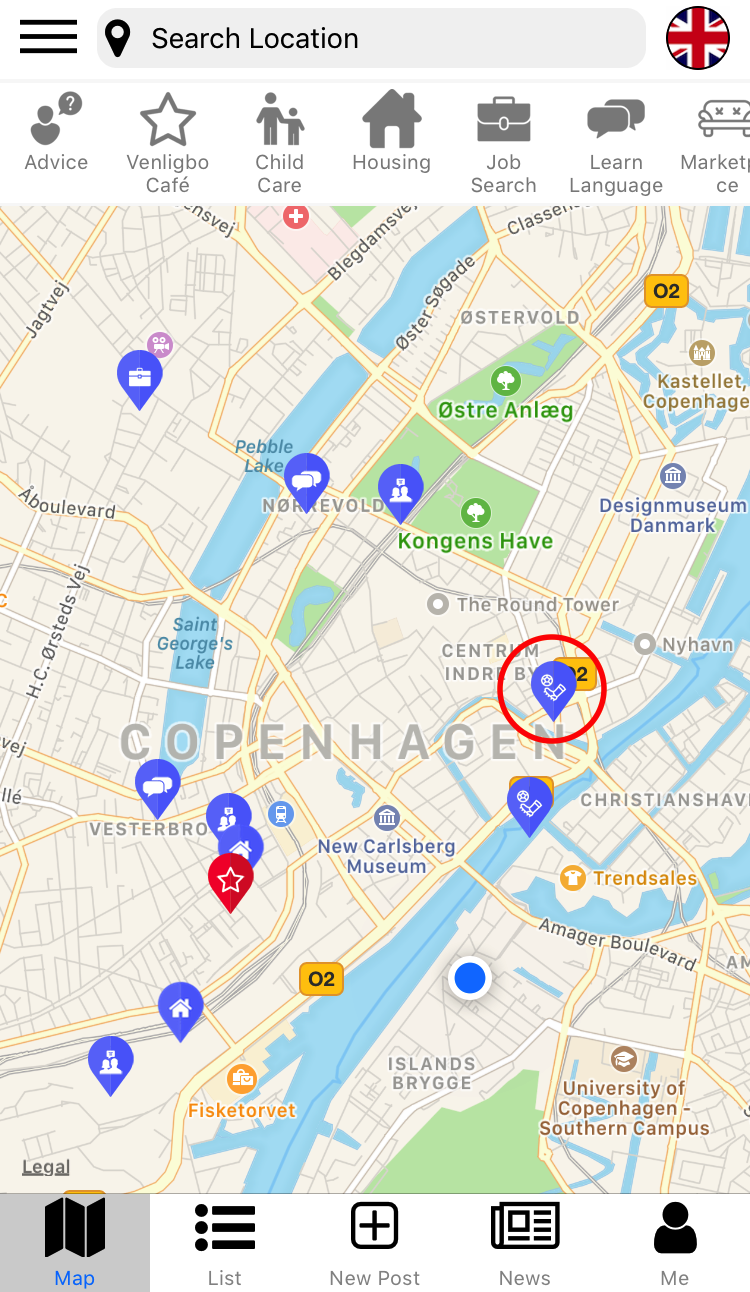 Search Location
Advice
Venligbo
Café
Child
Care
Housing
Job
Search
Learn
Language
Marketp
ce
Blegdamsvej
Classens
Jagtvej
Øster Søgade
O2
ØSTERVOLD
Kastellet,
Copenhage
Østre Anlæg
Pebble
Lake
NØRREVOLD
Åboulevard
Designmuseum
Danmark
Kongens Have
H.C. Ørsteds Vej
The Round Tower
Saint
George's
Lake
CENTRUM
INDRE BY
Nyhavn
COPENHAGEN
VESTERBRO
CHRISTIANSHAV
New Carlsberg
Museum
Trendsales
Amager Boulevard
AM
O2
ISLANDS
BRYGGE
Fisketorvet
University of
Copenhagen -
Southern Campus
Legal
Map
List
New Post
News
Me